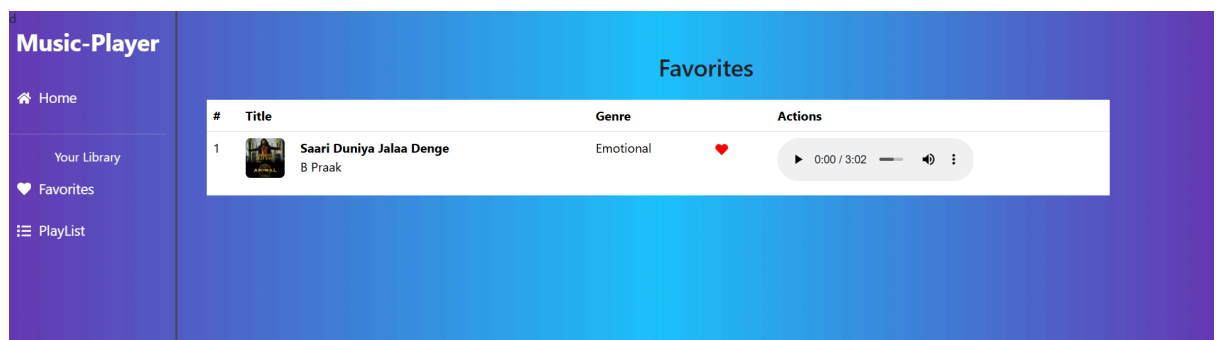 d
Music-Player
Home
Your Library
Favorites
PlayList
Favorites
# Title Genre Actions
1 Saari Duniya Jalaa Denge Emotional 0:00 / 3:02
B Praak
ANIMAL